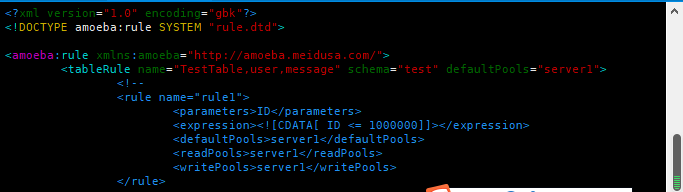 <?xml version="1.0" encoding="gbk"?>
<!DOCTYPE amoeba:rule SYSTEM "rule.dtd">
<amoeba:rule xmlns:amoeba="http://amoeba.meidusa.com/">
<tableRule name="TestTable.user.message" schema="test" defaultPools="server1">
<!--
<rule name="rule1">
<parameters>ID</parameters>
<expression><![CDATA[ ID <= 1000000]]></expression>
<defaultPools>server1</defaultPools>
<readPools>server1</readPools>
<writePools>server1</writePools>
</rule>